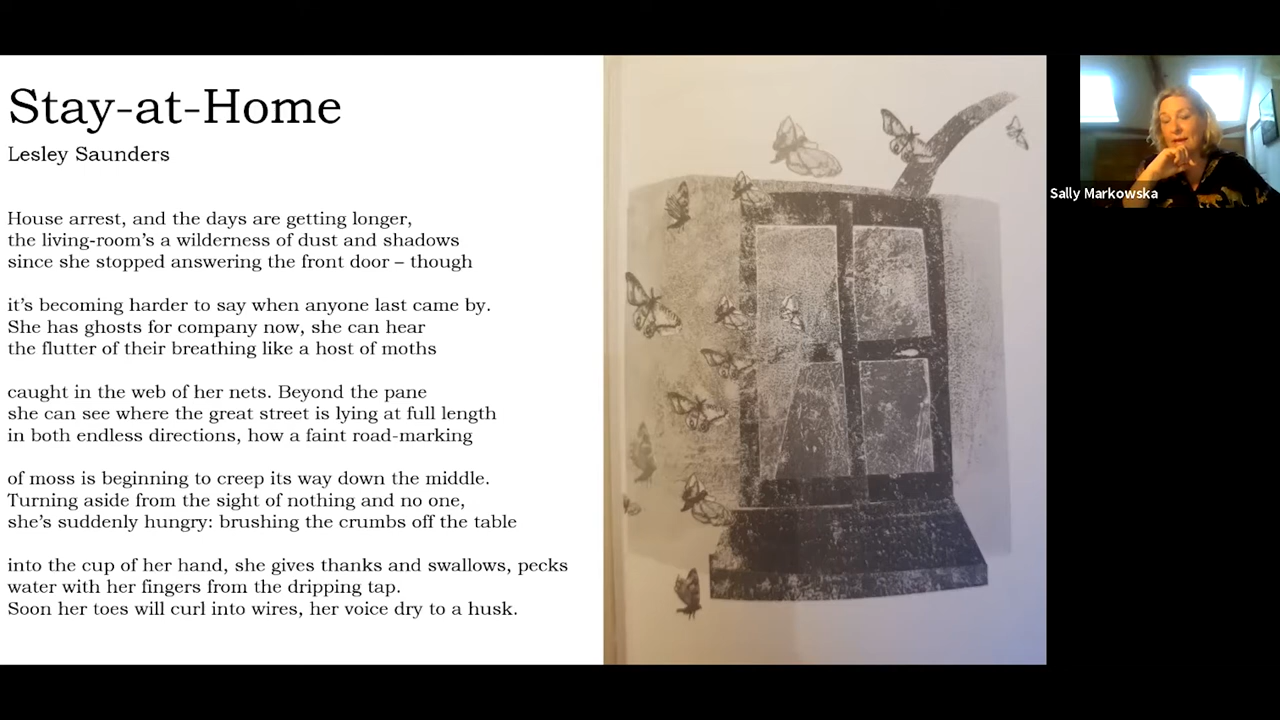 Stay-at-Home
Lesley Saunders
House arrest, and the days are getting longer,
the living-room’s a wilderness of dust and shadows
since she stopped answering the front door – though
it’s becoming harder to say when anyone last came by.
She has ghosts for company now, she can hear
the flutter of their breathing like a host of moths
caught in the web of her nets. Beyond the pane
she can see where the great street is lying at full length
in both endless directions, how a faint road-marking
of moss is beginning to creep its way down the middle.
Turning aside from the sight of nothing and no one,
she’s suddenly hungry: brushing the crumbs off the table
into the cup of her hand, she gives thanks and swallows, pecks
water with her fingers from the dripping tap.
Soon her toes will curl into wires, her voice dry to a husk.
Sally Markowska